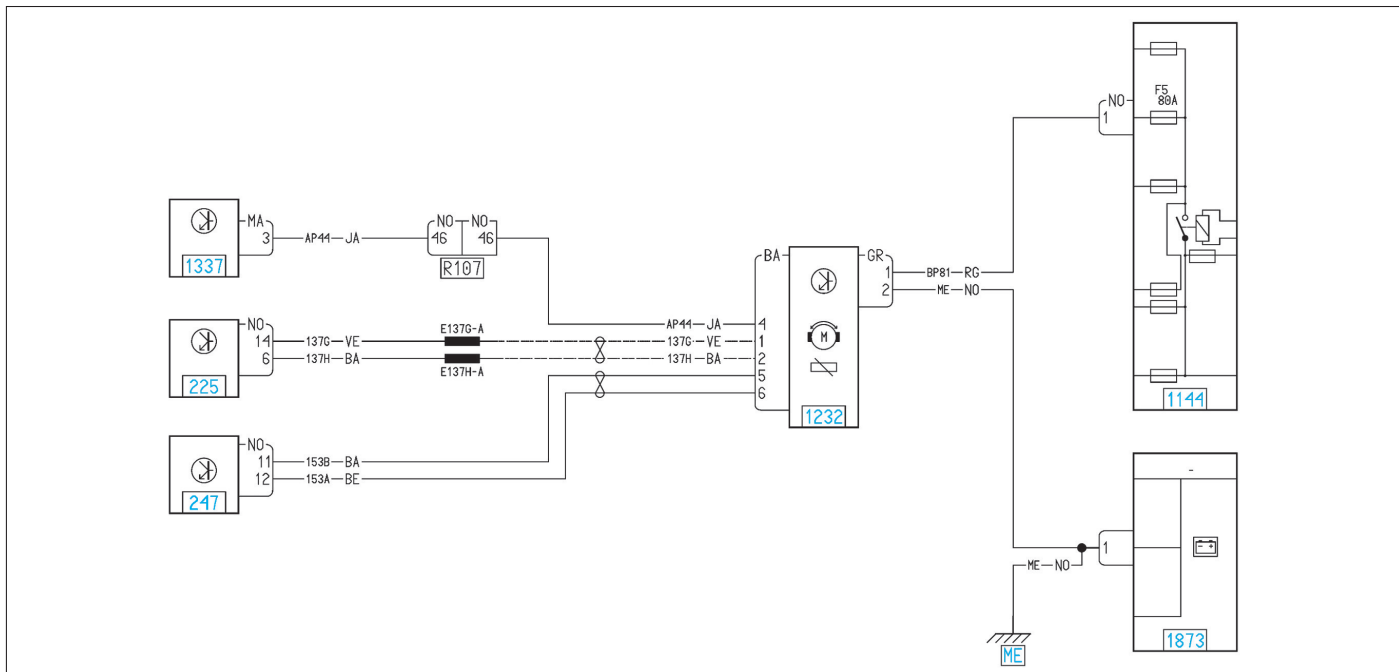 F5
80A
NO
1
1144
MA
3
AP44 JA
NO NO
46 46
R107
1337
BA
GR
BP81 RG
1
ME NO
2
NO
14
137G VE
E137G-A
6
137H BA
E137H-A
225
AP44 JA
4
137G VE
1
137H BA
2
5
6
M
1232
NO
11
153B BA
12
153A BE
247
-
1
- +
ME NO
ME
1873